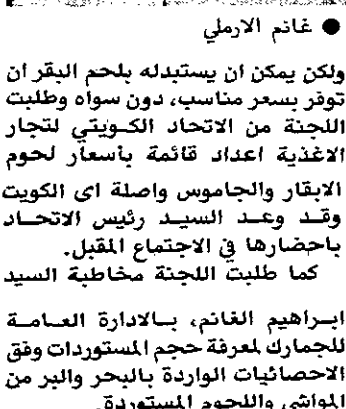 ● غانم الارملي
ولكن يمكن ان يستبدله بلحم البقر ان
توفر بسعر مناسب، دون سواه وطلبت
اللجنة من الاتحاد الكويتي لتجار
الاغذية اعداد قائمة بأسعار لحوم
الابقار والجاموس واصلة اى الكويت
وقد وعد السيد رئيس الاتحاد
باحضارها في الاجتماع المقبل.
كما طلبت اللجنة مخاطبة السيد
ابراهيم الغانم، بالادارة العامة
للجمارك لمعرفة حجم المستوردات وفق
الاحصائيات الواردة بالبحر والبر من
المواشي واللحوم المستوردة.